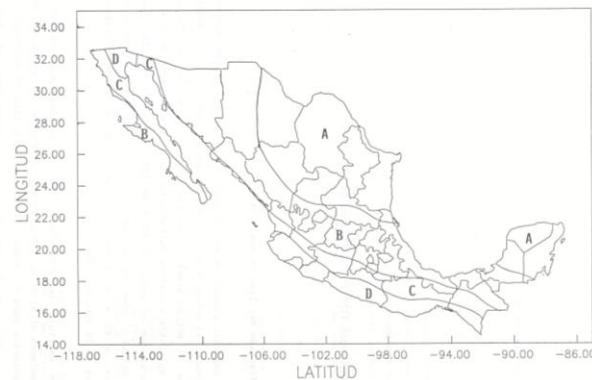 34.00
32.00
30.00
28.00
26.00
24.00
22.00
20.00
18.00
16.00
14.00
LONGITUD
D
C
C
B
A
B
A
C
D
-118.00
-114.00
-110.00
-106.00
-102.00
-98.00
-94.00
-90.00
-86.00
LATITUD